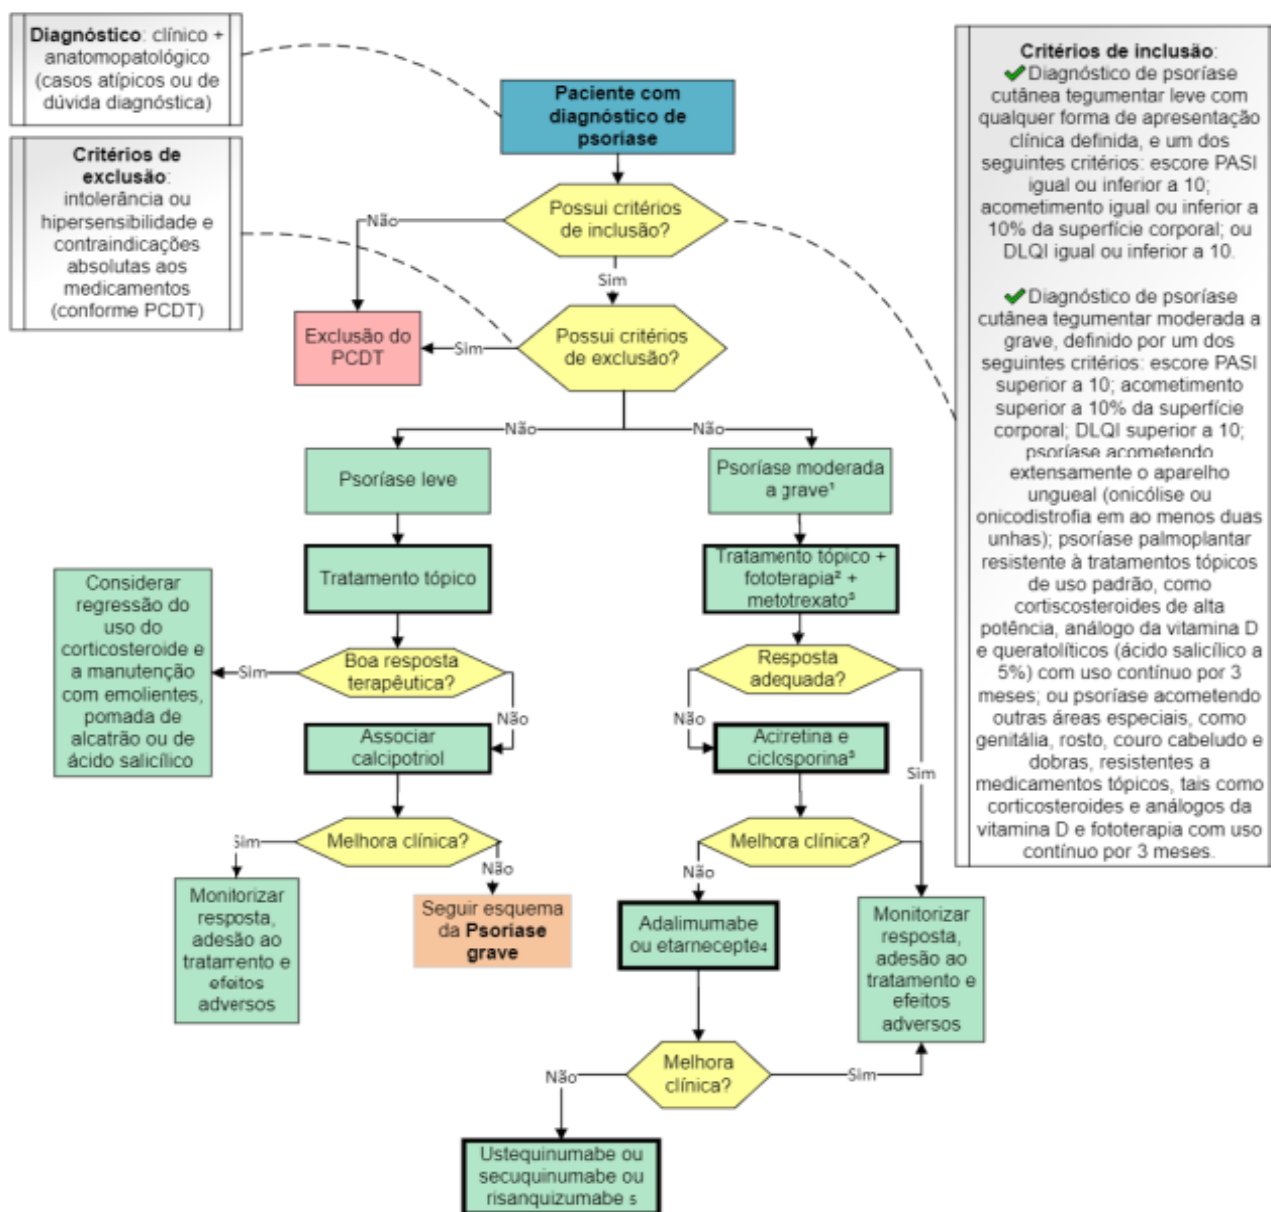 Diagnóstico: clínico +
anatomopatológico
(casos atípicos ou de
dúvida diagnóstica)
Critérios de
exclusão:
intolerância ou
hipersensibilidade e
contraindicações
absolutas aos
medicamentos
(conforme PCDT)
Paciente com
diagnóstico de
psoríase
Possui critérios
de inclusão?
Não
Sim
Exclusão do
PCDT
Sim
Possui critérios
de exclusão?
Não
Não
Psoríase leve
Psoríase moderada
a grave¹
Tratamento tópico
Tratamento tópico +
fototerapia² +
metotrexato³
Considerar
regressão do
uso do
corticosteroide e
a manutenção
com emolientes,
pomada de
alcatrão ou de
ácido salicílico
Sim
Boa resposta
terapêutica?
Não
Resposta
adequada?
Não
Sim
Associar
calcipotriol
Acitretina e
ciclosporina³
Sim
Melhora clínica?
Não
Melhora clínica?
Não
Monitorizar
resposta,
adesão ao
tratamento e
efeitos
adversos
Seguir esquema
da Psoríase
grave
Adalimumabe
ou etarnecepte4
Monitorizar
resposta,
adesão ao
tratamento e
efeitos
adversos
Melhora
clínica?
Não
Sim
Ustequinumabe ou
secuquinumabe ou
risanquizumabe 5
Critérios de inclusão:
✔ Diagnóstico de psoríase
cutânea tegumentar leve com
qualquer forma de apresentação
clínica definida, e um dos
seguintes critérios: escore PASI
igual ou inferior a 10;
acometimento igual ou inferior a
10% da superfície corporal; ou
DLQI igual ou inferior a 10.
✔ Diagnóstico de psoríase
cutânea tegumentar moderada a
grave, definido por um dos
seguintes critérios: escore PASI
superior a 10; acometimento
superior a 10% da superfície
corporal; DLQI superior a 10;
psoríase acometendo
extensamente o aparelho
ungueal (onicólise ou
onicodistrofia em ao menos duas
unhas); psoríase palmoplantar
resistente à tratamentos tópicos
de uso padrão, como
cortiscosteroides de alta
potência, análogo da vitamina D
e queratolíticos (ácido salicílico a
5%) com uso contínuo por 3
meses; ou psoríase acometendo
outras áreas especiais, como
genitália, rosto, couro cabeludo e
dobras, resistentes a
medicamentos tópicos, tais como
corticosteroides e análogos da
vitamina D e fototerapia com uso
contínuo por 3 meses.